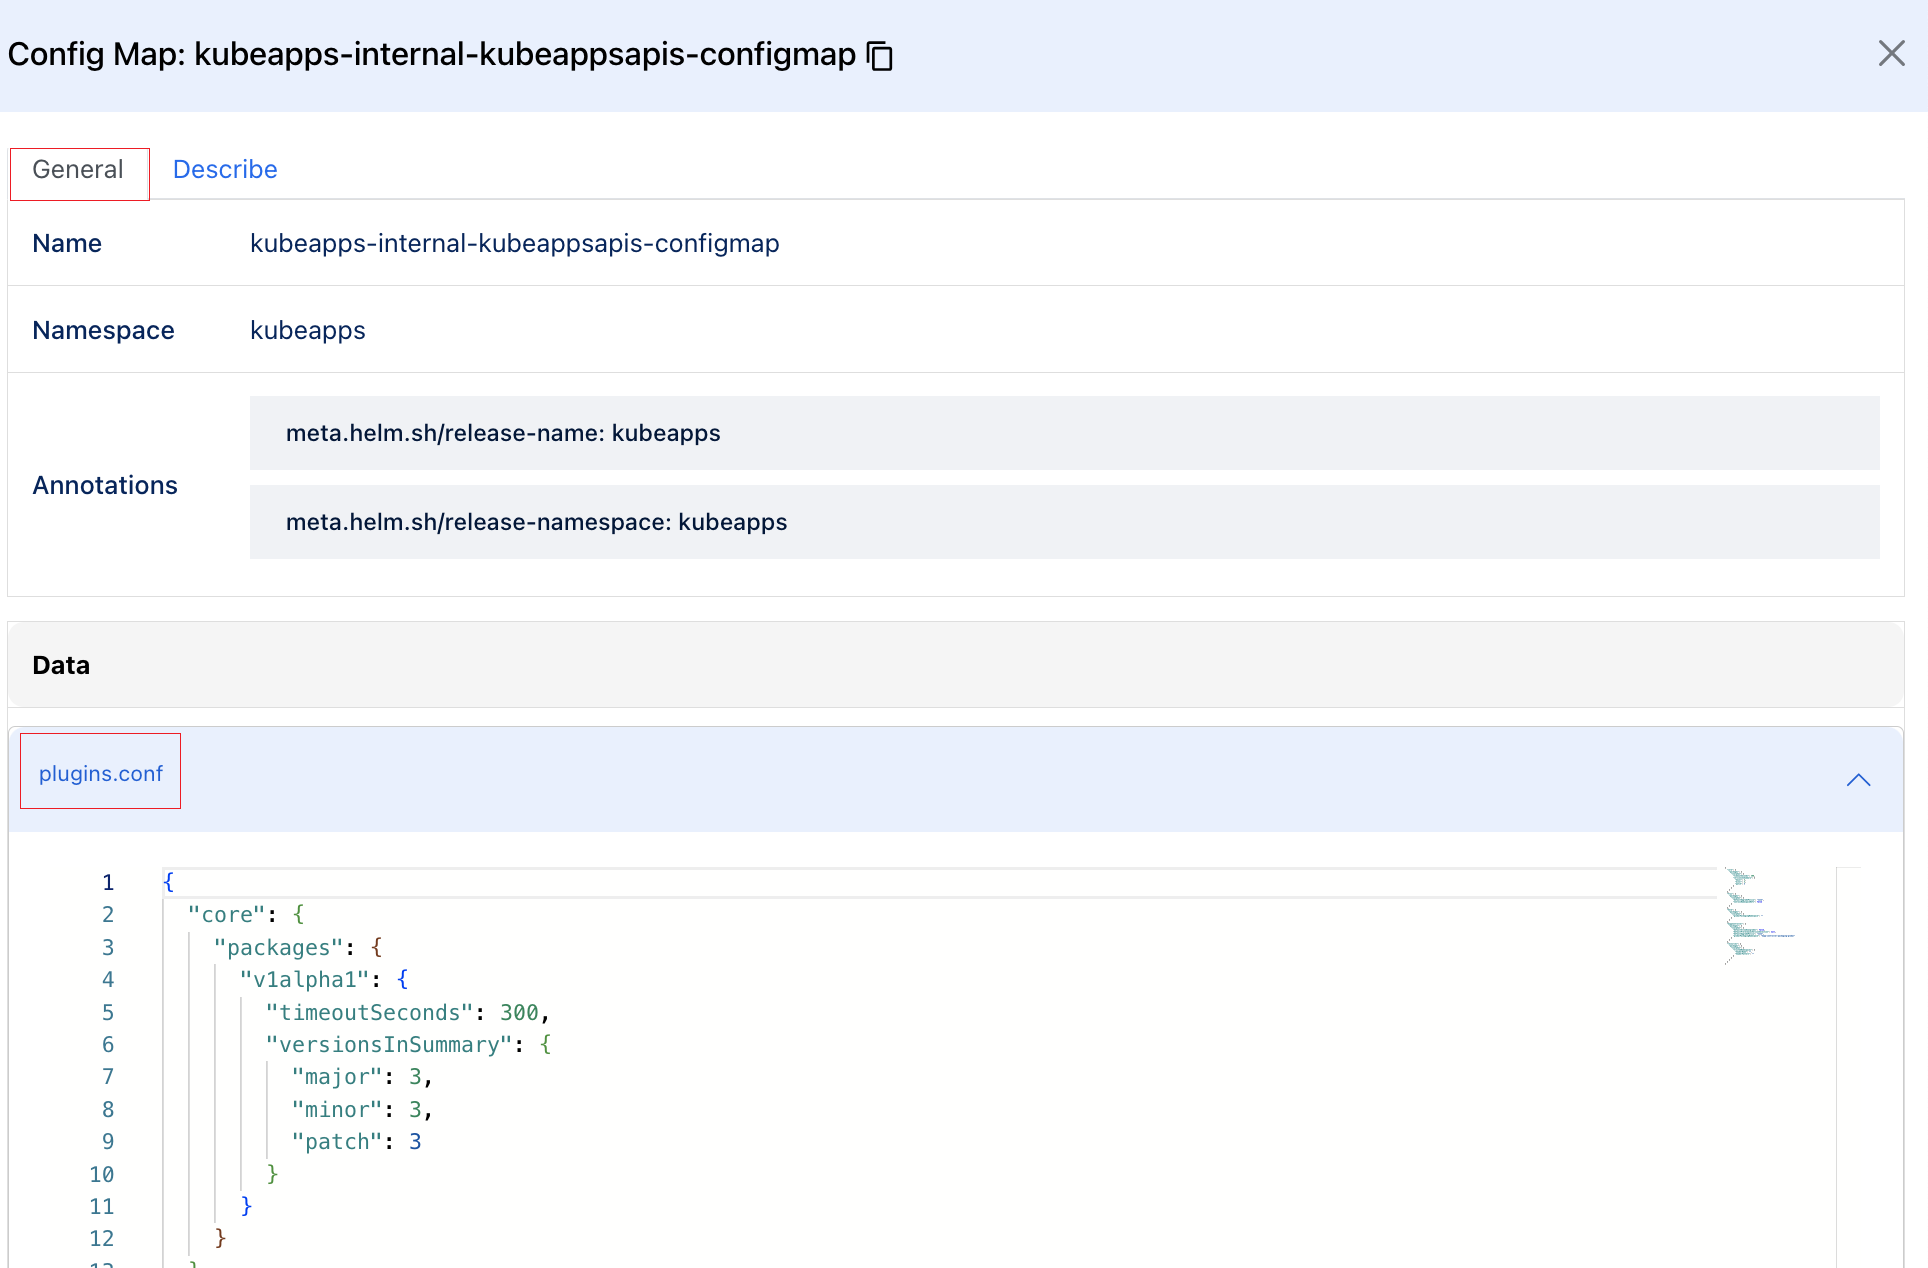 Config Map: kubeapps-internal-kubeappsapis-configmap
General Describe
Name kubeapps-internal-kubeappsapis-configmap
Namespace kubeapps
Annotations
meta.helm.sh/release-name: kubeapps
meta.helm.sh/release-namespace: kubeapps
Data
plugins.conf
1 {
2 "core": {
3 "packages": {
4 "v1alpha1": {
5 "timeoutSeconds": 300,
6 "versionsInSummary": {
7 "major": 3,
8 "minor": 3,
9 "patch": 3
10 }
11 }
12 }